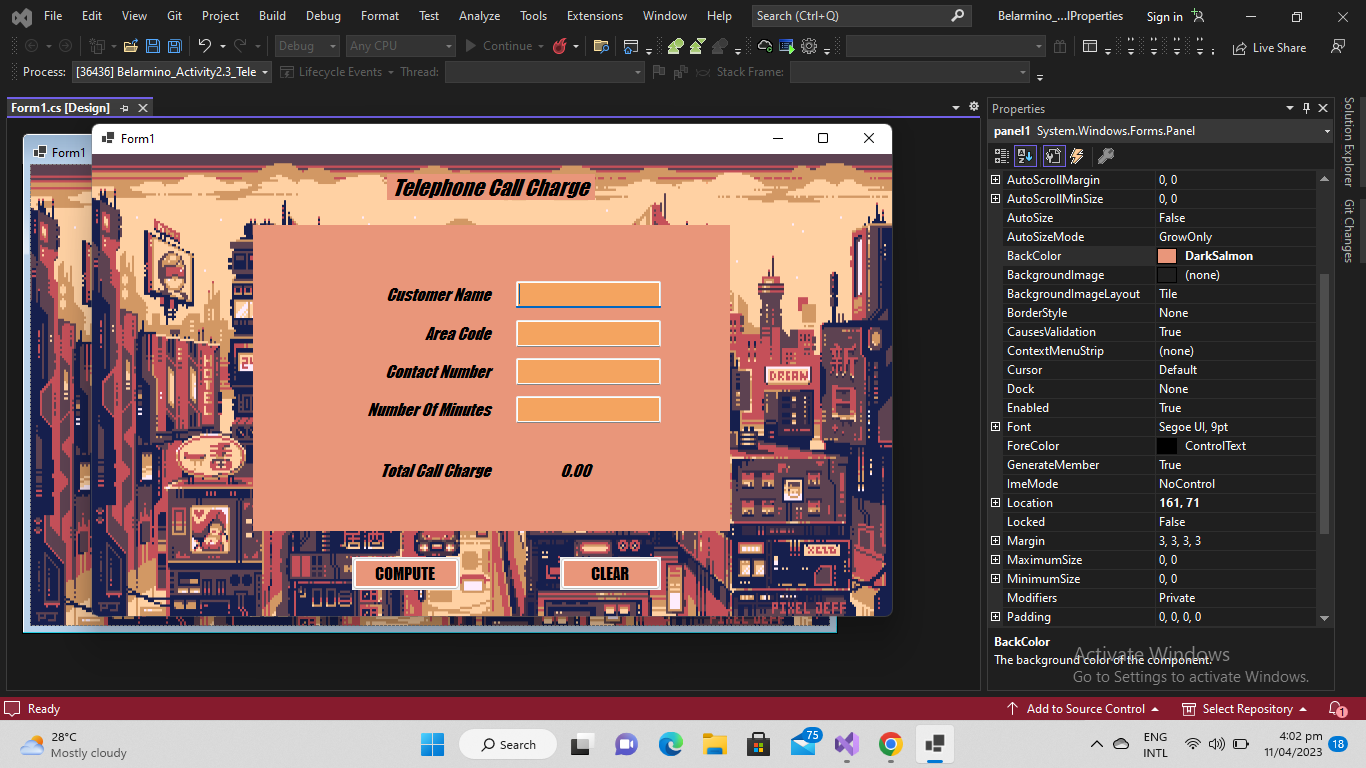 File Edit View Git Project Build Debug Format Test Analyze Tools Extensions Window Help Search (Ctrl+Q) Belarmino_...lProperties Sign in
Debug Any CPU Continue Live Share
Process: [36436] Belarmino_Activity2.3_Tele Lifecycle Events Thread: Stack Frame:
Form1.cs [Design]
Form1
Form1
Telephone Call Charge
Customer Name
Area Code
Contact Number
Number Of Minutes
Total Call Charge 0.00
COMPUTE CLEAR
HOTEL
DREAM
PIXEL JEFF
Properties
panel1 System.Windows.Forms.Panel
AutoScrollMargin 0, 0
AutoScrollMinSize 0, 0
AutoSize False
AutoSizeMode GrowOnly
BackColor DarkSalmon
BackgroundImage (none)
BackgroundImageLayout Tile
BorderStyle None
CausesValidation True
ContextMenuStrip (none)
Cursor Default
Dock None
Enabled True
Font Segoe UI, 9pt
ForeColor ControlText
GenerateMember True
ImeMode NoControl
Location 161, 71
Locked False
Margin 3, 3, 3, 3
MaximumSize 0, 0
MinimumSize 0, 0
Modifiers Private
Padding 0, 0, 0, 0
BackColor
The background color of the component.
Activate Windows
Go to Settings to activate Windows.
Solution Explorer
Git Changes
Ready Add to Source Control Select Repository 1
28°C
Mostly cloudy
Search
75
ENG
INTL
4:02 pm
11/04/2023
18